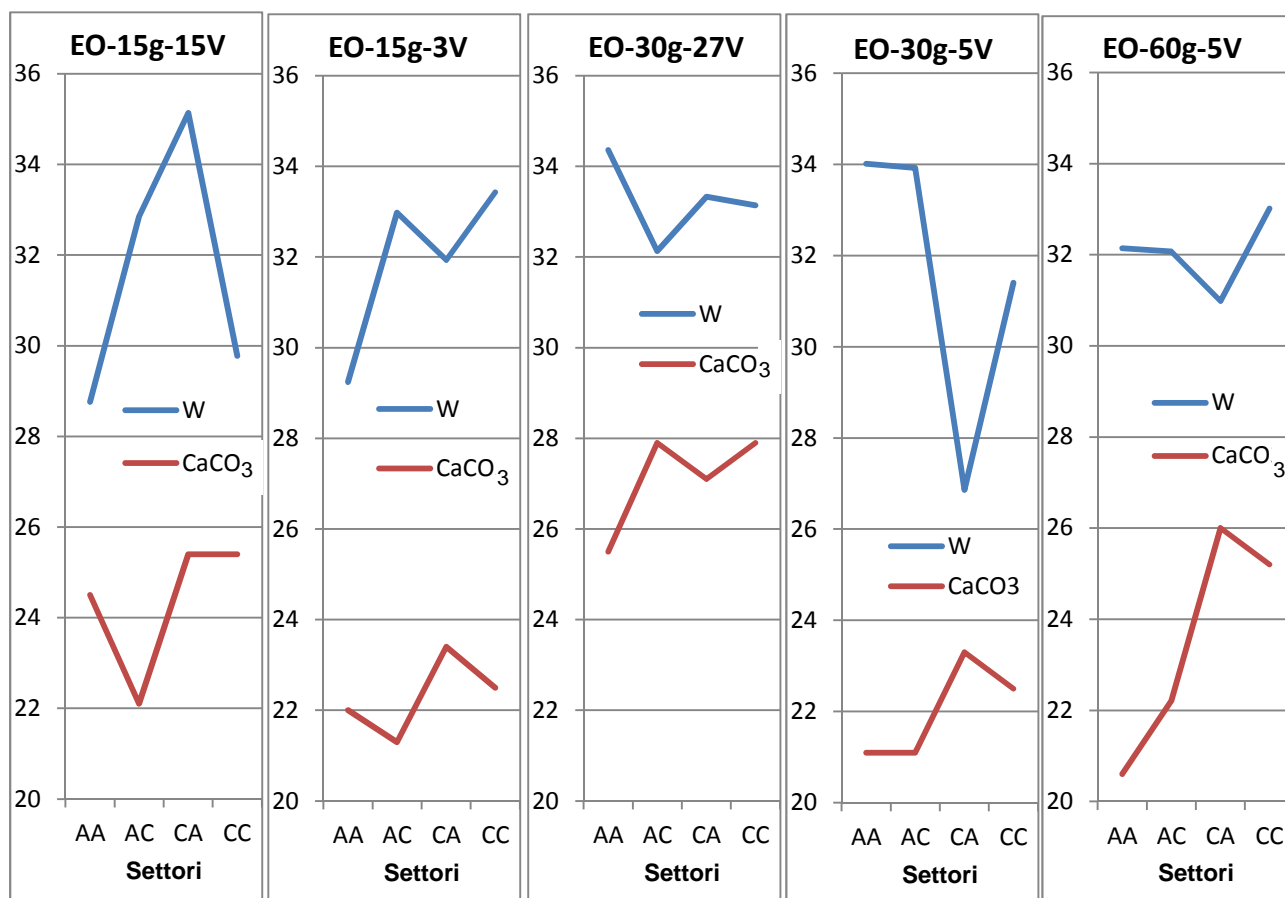 EO-15g-15V
36
34
32
30
28
26
24
22
20
W
CaCO3
AA AC CA CC
Settori
EO-15g-3V
36
34
32
30
28
26
24
22
20
W
CaCO3
AA AC CA CC
Settori
EO-30g-27V
36
34
32
30
28
26
24
22
20
W
CaCO3
AA AC CA CC
Settori
EO-30g-5V
36
34
32
30
28
26
24
22
20
W
CaCO3
AA AC CA CC
Settori
EO-60g-5V
36
34
32
30
28
26
24
22
20
W
CaCO3
AA AC CA CC
Settori